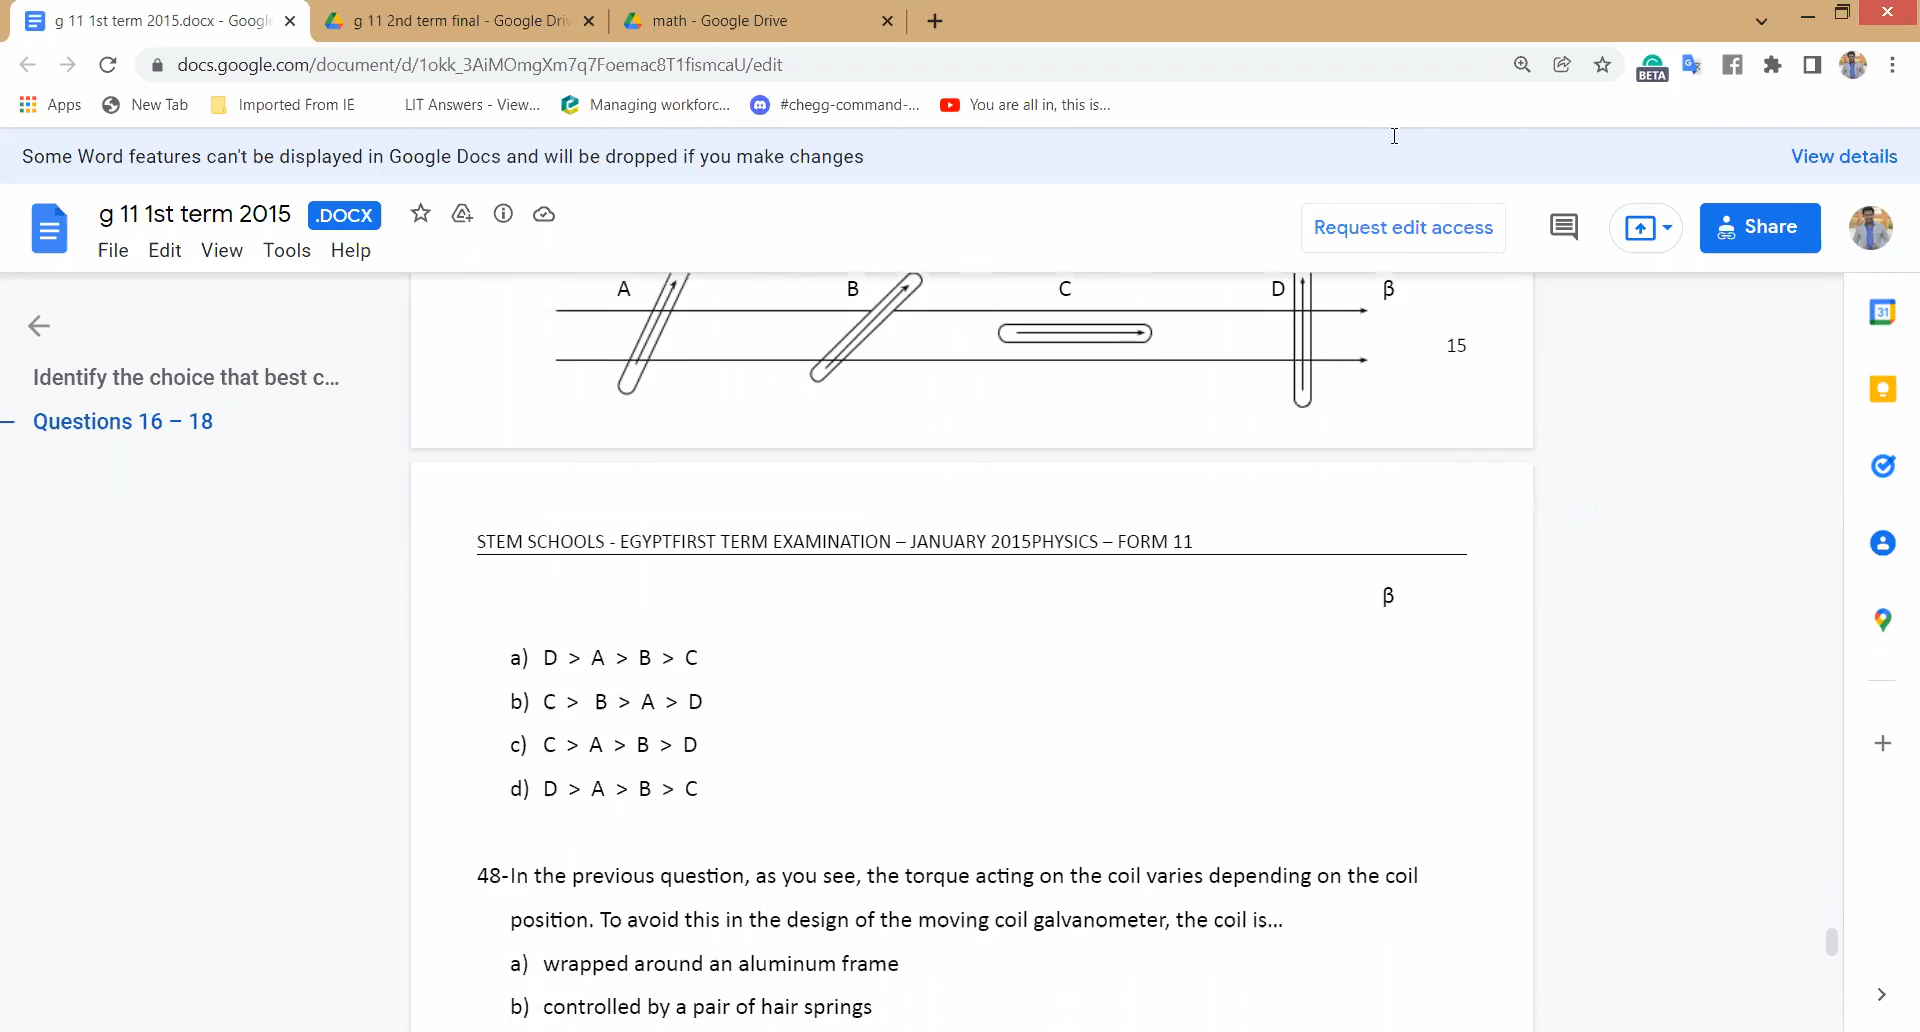 g 11 1st term 2015.docx - Google
g 11 2nd term final - Google Driv
math - Google Drive
docs.google.com/document/d/1okk_3AiMOmgXm7q7Foemac8T1fismcaU/edit
BETA
Apps
New Tab
Imported From IE
LIT Answers - View...
Managing workforc...
#chegg-command-...
You are all in, this is...
Some Word features can't be displayed in Google Docs and will be dropped if you make changes
View details
g 11 1st term 2015
.DOCX
Request edit access
Share
File Edit View Tools Help
A B C D β
31
15
Identify the choice that best c...
Questions 16 – 18
STEM SCHOOLS - EGYPTFIRST TERM EXAMINATION – JANUARY 2015PHYSICS – FORM 11
β
a) D > A > B > C
b) C > B > A > D
c) C > A > B > D
d) D > A > B > C
48-In the previous question, as you see, the torque acting on the coil varies depending on the coil
position. To avoid this in the design of the moving coil galvanometer, the coil is...
a) wrapped around an aluminum frame
b) controlled by a pair of hair springs